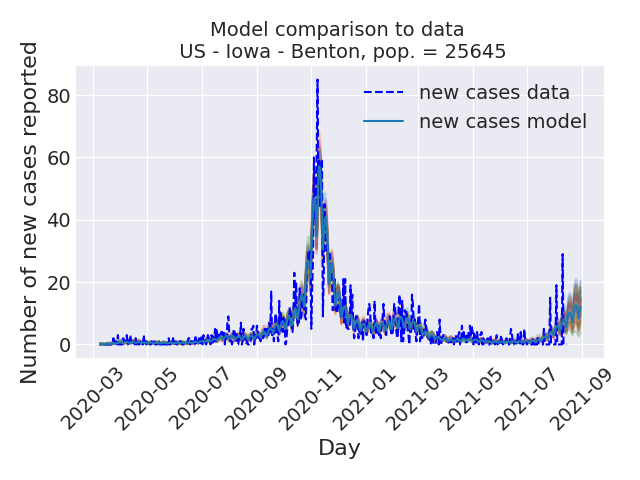 Model comparison to data
US - Iowa - Benton, pop. = 25645
new cases data
new cases model
Number of new cases reported
80
60
40
20
0
2020-03
2020-05
2020-07
2020-09
2020-11
2021-01
2021-03
2021-05
2021-07
2021-09
Day